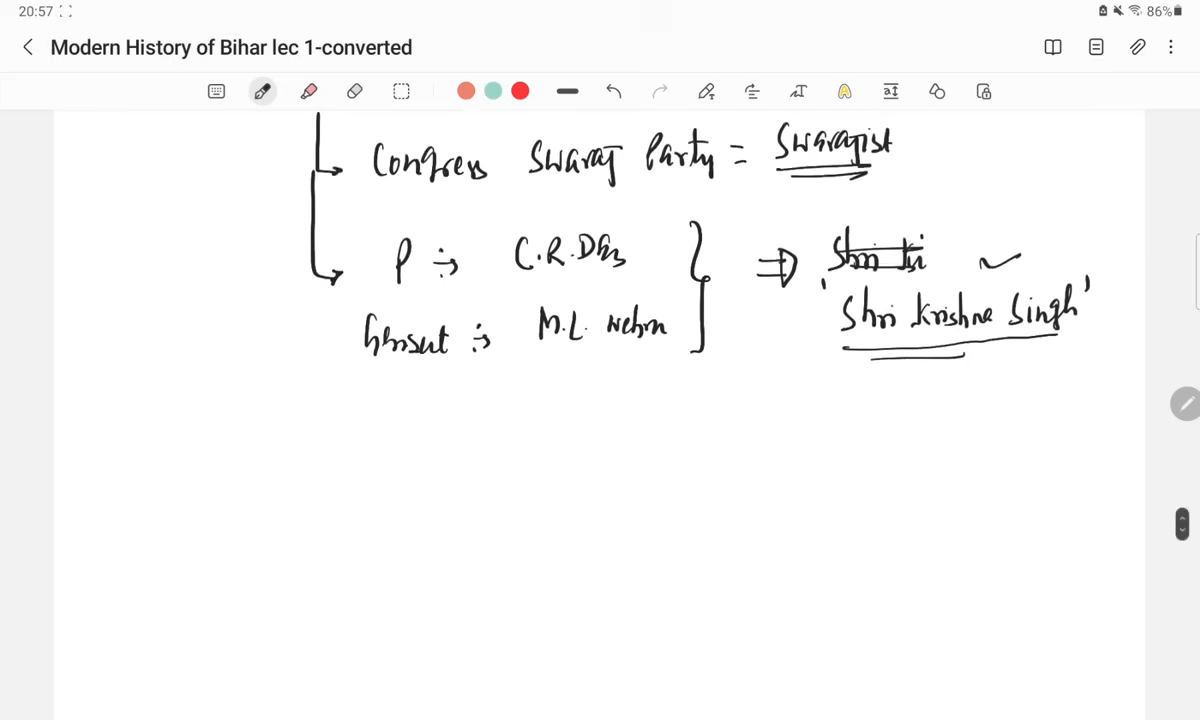 20:57
86%
Modern History of Bihar lec 1-converted
Congress Swaraj Party = Swarajist
P ÷> C.R.Das
÷> M.L. Nehru
'Shri Krishna Singh'